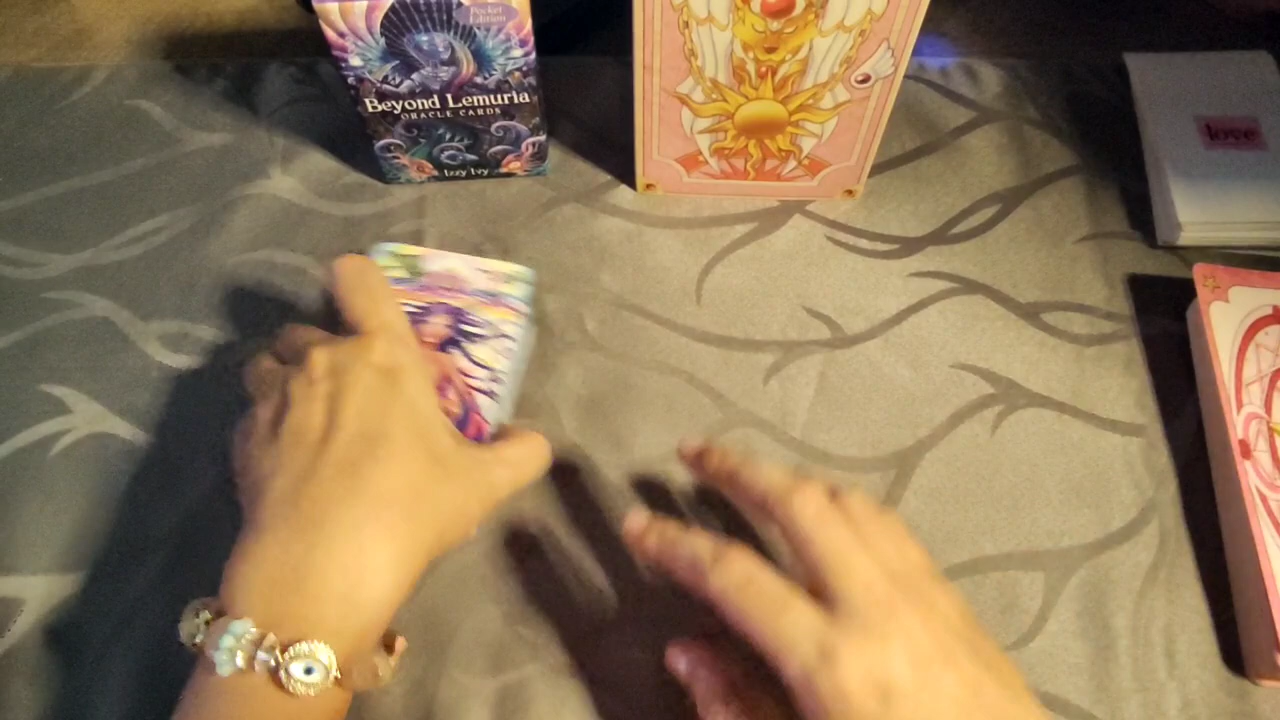 Pocket
Edition
Beyond Lemuria
ORACLE CARDS
Izzy Ivy
love